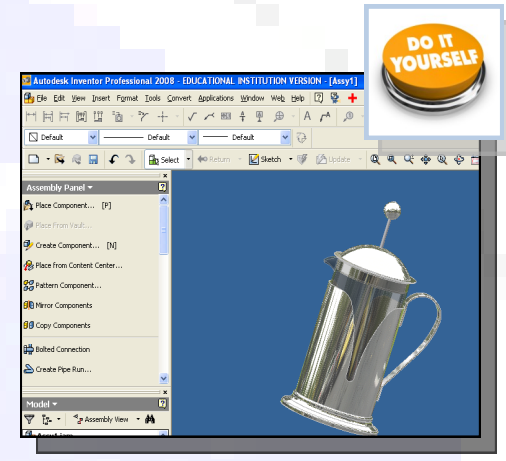 DO IT
YOURSELF
Autodesk Inventor Professional 2008 - EDUCATIONAL INSTITUTION VERSION - [Assy1]
File Edit View Insert Format Tools Convert Applications Window Web Help
Default Default Default
Select Return Sketch Update
Assembly Panel
Place Component... [P]
Place From Vault...
Create Component... [N]
Place from Content Center...
Pattern Component...
Mirror Components
Copy Components
Bolted Connection
Create Pipe Run...
Model
Assembly View